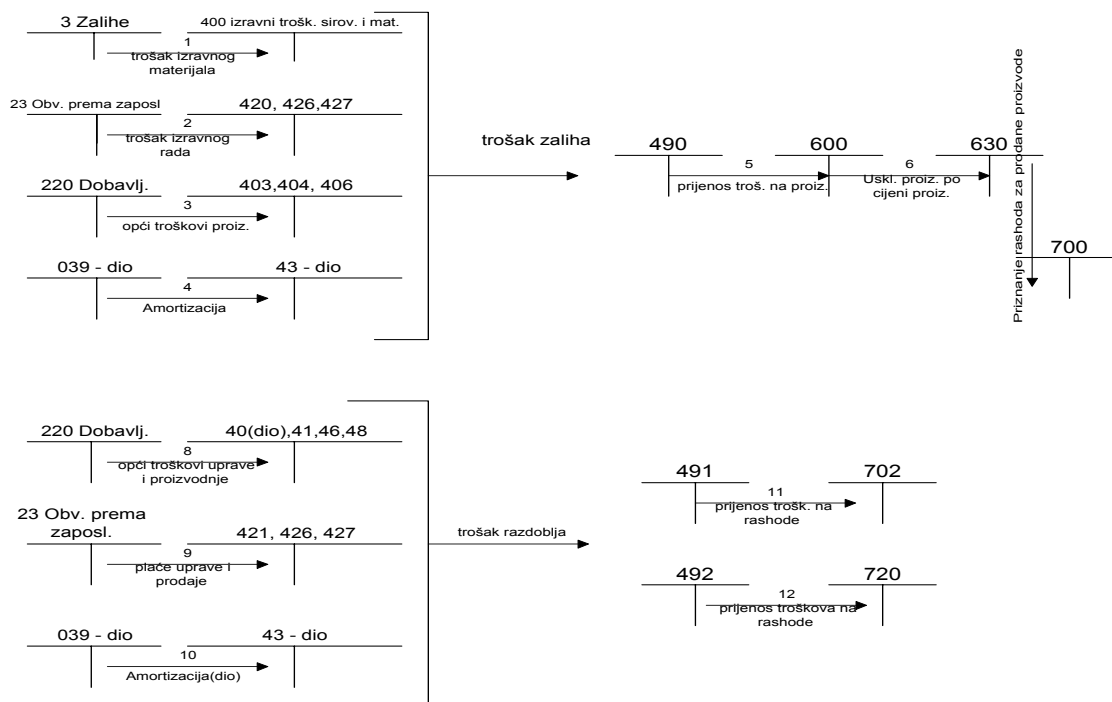 3 Zalihe
400 izravni trošk. sirov. i mat.
1
trošak izravnog
materijala
23 Obv. prema zaposl
420, 426,427
2
trošak izravnog
rada
220 Dobavlj.
403,404, 406
3
opći troškovi proiz.
039 - dio
43 - dio
4
Amortizacija
trošak zaliha
490
600
630
5
prijenos troš. na proiz.
6
Uskl. proiz. po
cijeni proiz.
Priznanje rashoda za prodane proizvode
700
220 Dobavlj.
40(dio),41,46,48
8
opći troškovi uprave
i proizvodnje
23 Obv. prema
zaposl.
421, 426, 427
9
plaće uprave i
prodaje
039 - dio
43 - dio
10
Amortizacija(dio)
trošak razdoblja
491
702
11
prijenos trošk. na
rashode
492
720
12
prijenos troškova na
rashode